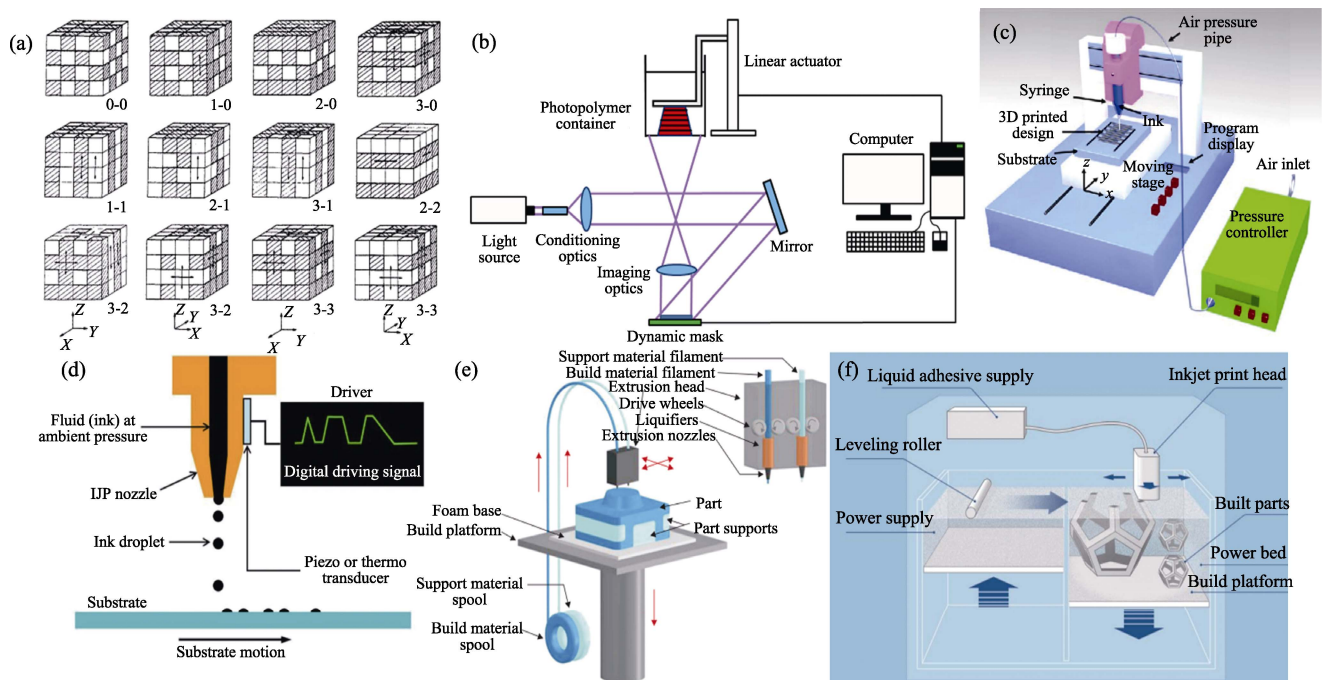 (a)
0-0
1-0
2-0
3-0
1-1
2-1
3-1
2-2
3-2
3-2
3-3
3-3
Z
Y
X
Z
Y
X
Z
Y
X
Z
Y
X
(b)
Linear actuator
Photopolymer
container
Computer
Light
source
Conditioning
optics
Mirror
Imaging
optics
Dynamic mask
(c)
Air pressure
pipe
Syringe
Ink
3D printed
design
Program
display
Substrate
Moving
stage
Air inlet
z
y
x
Pressure
controller
(d)
Driver
Fluid (ink) at
ambient pressure
Digital driving signal
IJP nozzle
Ink droplet
Piezo or thermo
transducer
Substrate
Substrate motion
(e)
Support material filament
Build material filament
Extrusion head
Drive wheels
Liquifiers
Extrusion nozzles
Part
Foam base
Part supports
Build platform
Support material
spool
Build material
spool
(f)
Liquid adhesive supply
Inkjet print head
Leveling roller
Built parts
Power supply
Power bed
Build platform